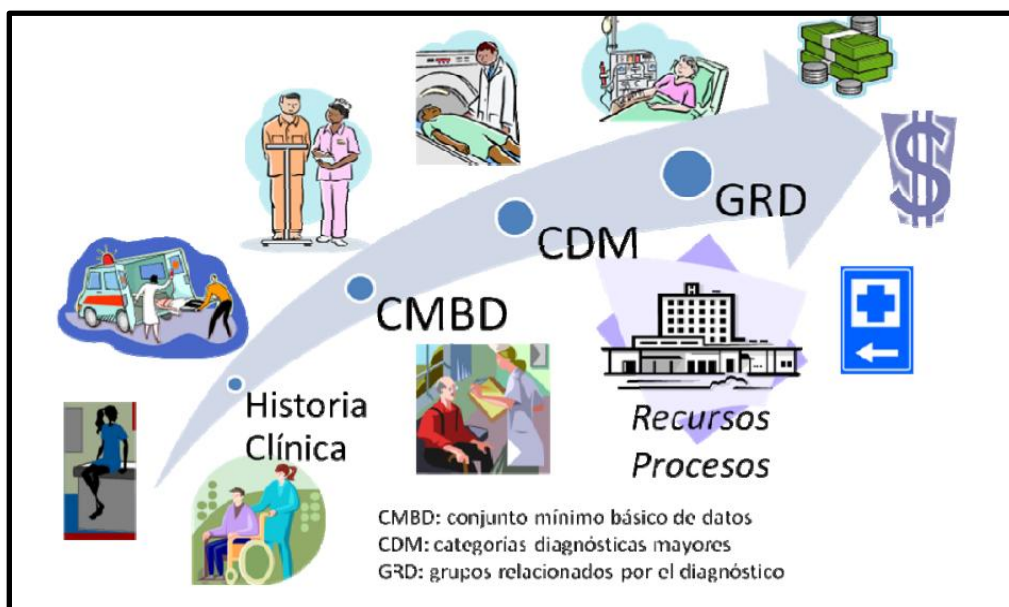 GRD
CDM
CMBD
Historia
Clínica
H
Recursos
Procesos
$
CMBD: conjunto mínimo básico de datos
CDM: categorías diagnósticas mayores
GRD: grupos relacionados por el diagnóstico